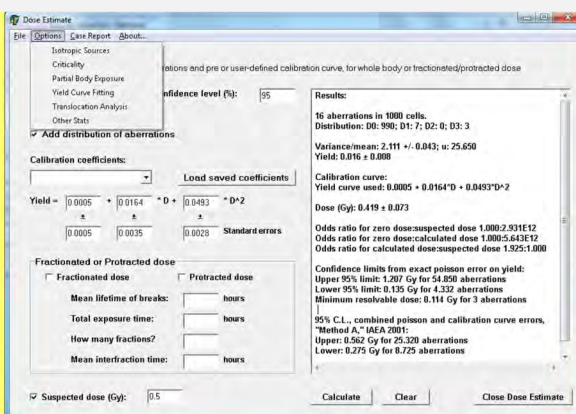 Dose Estimate
File Options Case Report About...
Isotropic Sources
Criticality
Partial Body Exposure
Yield Curve Fitting
Translocation Analysis
Other Stats
rations and pre or user-defined calibration curve, for whole body or fractionated/protracted dose
nfidence level (%): 95
Add distribution of aberrations
Calibration coefficients:
Load saved coefficients
Yield = 0.0005 + 0.0164 * D + 0.0493 * D^2
± ± ±
0.0005 0.0035 0.0028 Standard errors
Fractionated or Protracted dose
Fractionated dose Protracted dose
Mean lifetime of breaks: hours
Total exposure time: hours
How many fractions?
Mean interfraction time: hours
Suspected dose (Gy): 0.5
Results:
16 aberrations in 1000 cells.
Distribution: D0: 990; D1: 7; D2: 0; D3: 3
Variance/mean: 2.111 +/- 0.043; u: 25.650
Yield: 0.016 ± 0.008
Calibration curve:
Yield curve used: 0.0005 + 0.0164*D + 0.0493*D^2
Dose (Gy): 0.419 ± 0.073
Odds ratio for zero dose:suspected dose 1.000:2.931E12
Odds ratio for zero dose:calculated dose 1.000:5.643E12
Odds ratio for calculated dose:suspected dose 1.925:1.000
Confidence limits from exact poisson error on yield:
Upper 95% limit: 1.207 Gy for 54.850 aberrations
Lower 95% limit: 0.135 Gy for 4.332 aberrations
Minimum resolvable dose: 0.114 Gy for 3 aberrations
95% C.L., combined poisson and calibration curve errors,
"Method A," IAEA 2001:
Upper: 0.562 Gy for 25.320 aberrations
Lower: 0.275 Gy for 8.725 aberrations
Calculate Clear Close Dose Estimate